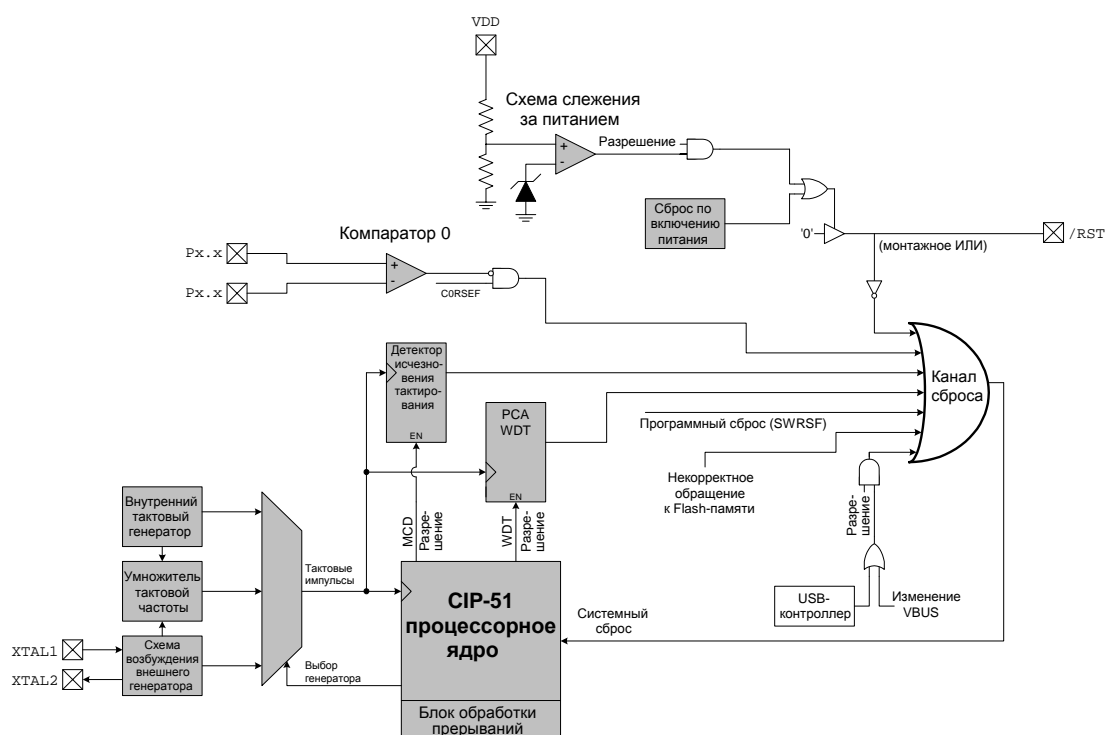 VDD
Схема слежения
за питанием
+
-
Разрешение
Сброс по
включению
питания
'0'
(монтажное ИЛИ)
/RST
Компаратор 0
Px.x
Px.x
+
-
C0RSEF
Детектор
исчезно-
вения
тактиро-
вания
EN
PCA
WDT
EN
Канал
сброса
Программный сброс (SWRSF)
Некорректное
обращение
к Flash-памяти
Разре-
шение
USB-
контроллер
Изменение
VBUS
Внутренний
тактовый
генератор
Умножитель
тактовой
частоты
Схема
возбуждения
внешнего
генератора
XTAL1
XTAL2
Тактовые
импульсы
MCD
Разре-
шение
WDT
Разре-
шение
CIP-51
процессорное
ядро
Системный
сброс
Выбор
генератора
Блок обработки
прерываний